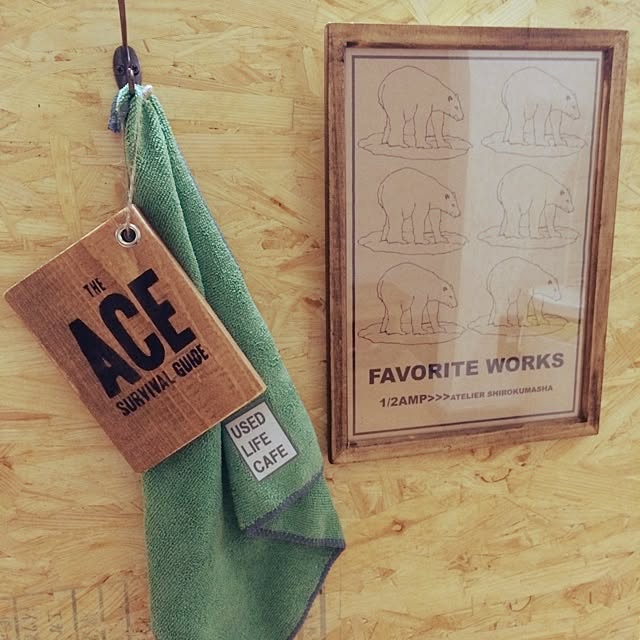 THE
ACE
SURVIVAL GUIDE
USED
LIFE
CAFE
FAVORITE WORKS
1/2AMP>>>ATELIER SHIROKUMASHA